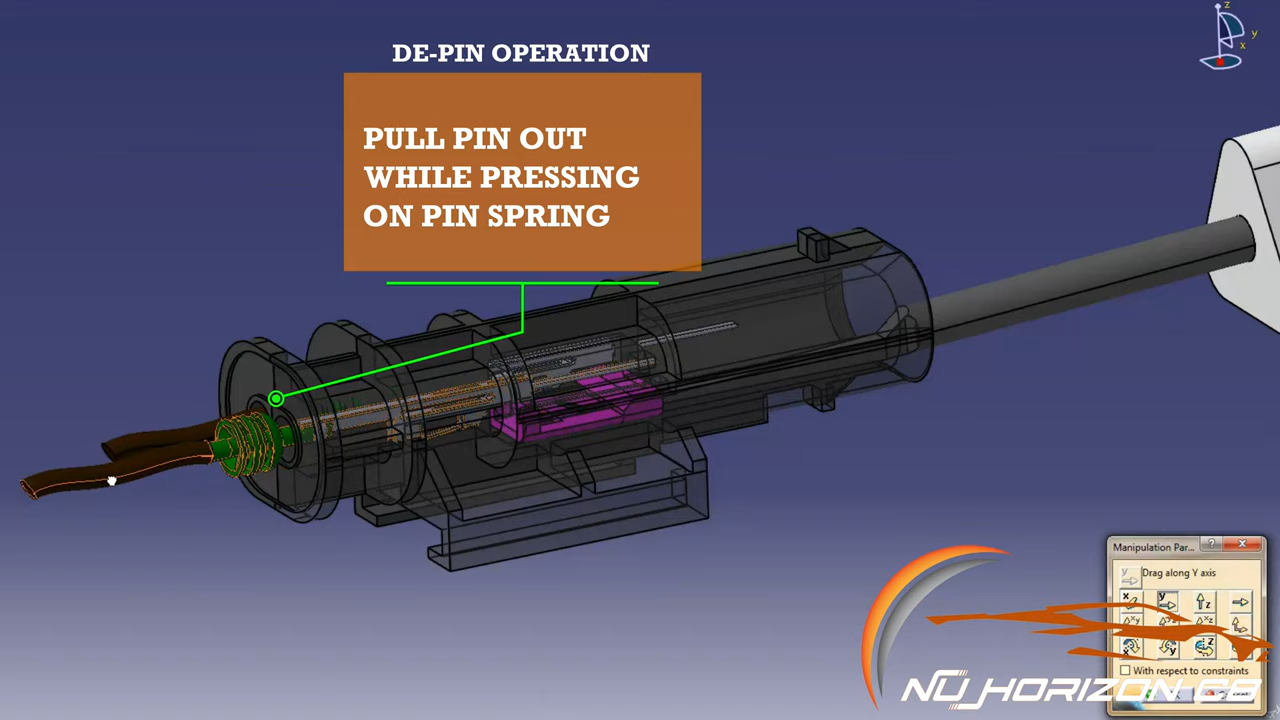 z
y
x
DE-PIN OPERATION
PULL PIN OUT
WHILE PRESSING
ON PIN SPRING
Manipulation Par...
Drag along Y axis
With respect to constraints
NU HORIZON 68